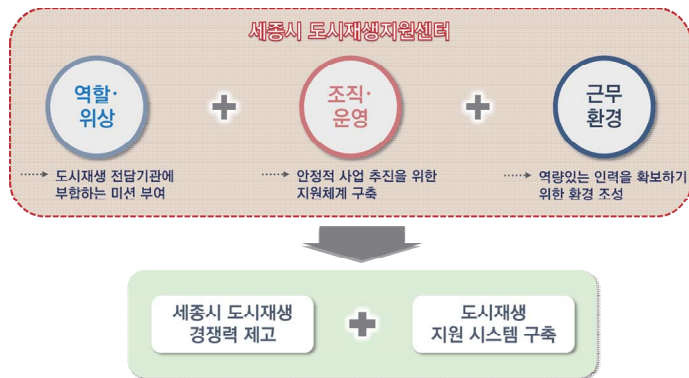 세종시 도시재생지원센터
역할·
위상
조직·
운영
근무
환경
도시재생 전담기관에
부합하는 미션 부여
안정적 사업 추진을 위한
지원체계 구축
역량있는 인력을 확보하기
위한 환경 조성
세종시 도시재생
경쟁력 제고
도시재생
지원 시스템 구축